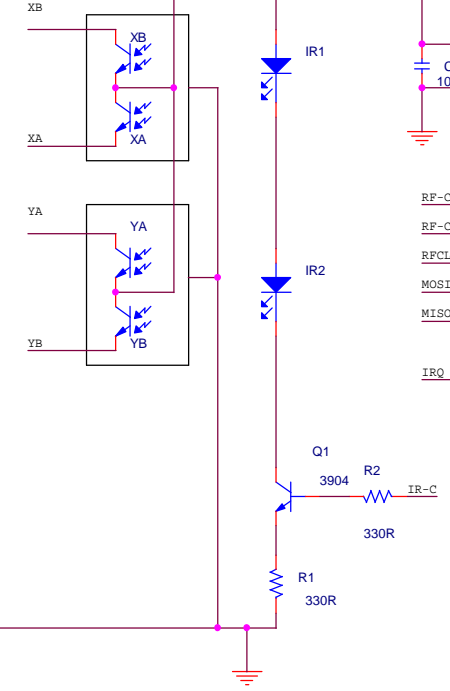 XB
XB
IR1
10
XA
XA
YA
YA
RF-C
RF-C
RFCL
IR2
MOSI
MISO
YB
YB
IRQ
Q1
R2
3904
IR-C
330R
R1
330R